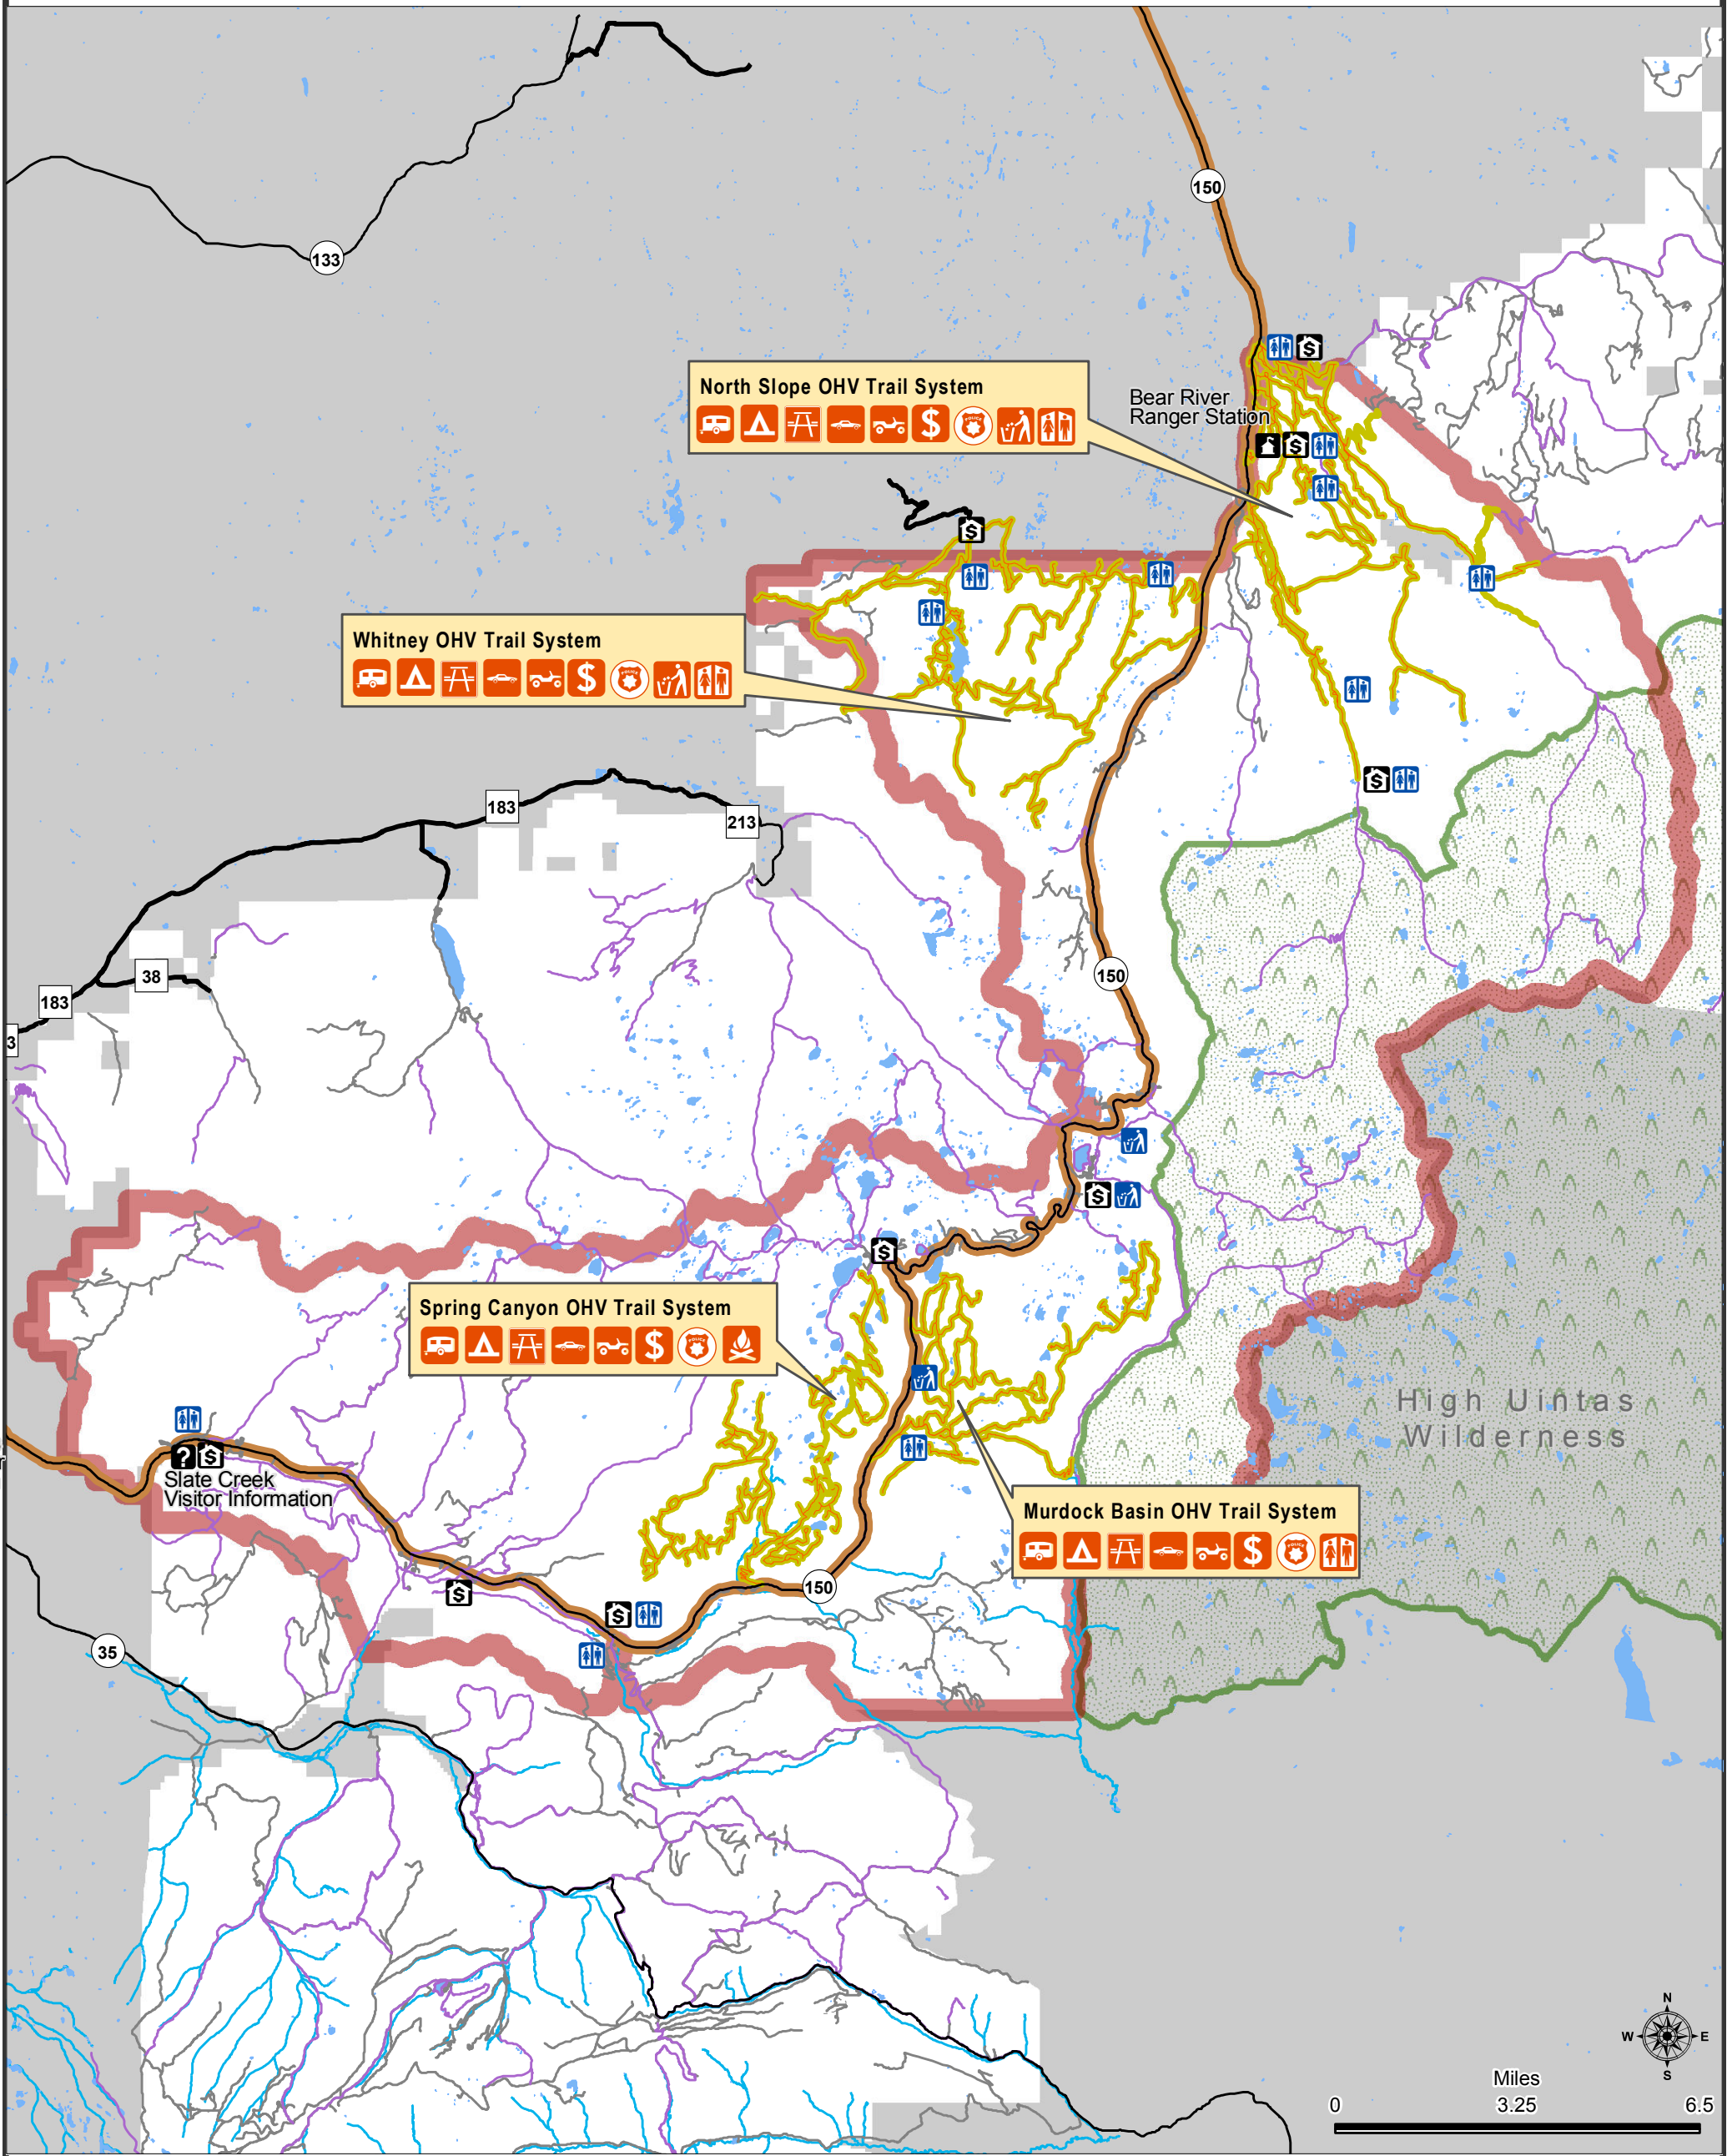 150
133
North Slope OHV Trail System
Bear River
Ranger Station
Whitney OHV Trail System
183
213
38
183
3
150
Spring Canyon OHV Trail System
High Uintas
Wilderness
Slate Creek
Visitor Information
Murdock Basin OHV Trail System
150
35
N
W
E
S
Miles
0
3.25
6.5